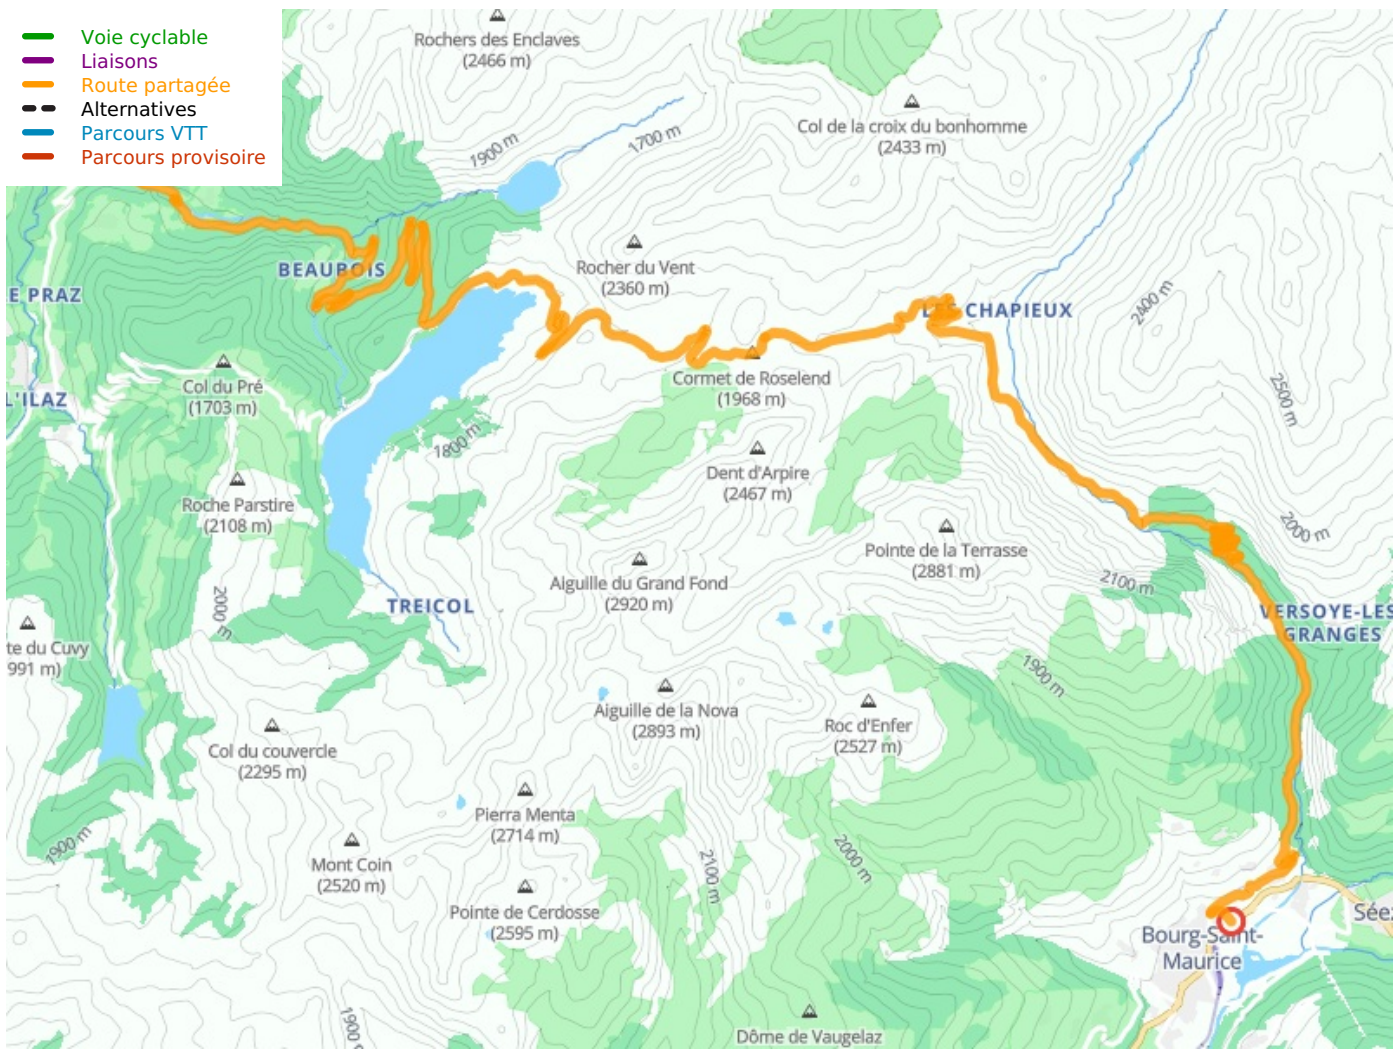 Voie cyclable
Liaisons
Route partagée
Alternatives
Parcours VTT
Parcours provisoire
Rochers des Enclaves
(2466 m)
Col de la croix du bonhomme
(2433 m)
1900 m
1700 m
Rocher du Vent
(2360 m)
BEAUBOIS
E PRAZ
LES CHAPIEUX
2400 m
Col du Pré
(1703 m)
L'ILAZ
Cormet de Roselend
(1968 m)
2500 m
1800 m
Dent d'Arpire
(2467 m)
Roche Parstire
(2108 m)
Pointe de la Terrasse
(2881 m)
2000 m
2100 m
Aiguille du Grand Fond
(2920 m)
TREICOL
2000 m
VERSOYE-LES
GRANGES
te du Cuvy
991 m)
1900 m
Aiguille de la Nova
(2893 m)
Roc d'Enfer
(2527 m)
Col du couvercle
(2295 m)
Pierra Menta
(2714 m)
1900 m
Mont Coin
(2520 m)
2100 m
2000 m
Pointe de Cerdosse
(2595 m)
Séez
Bourg-Saint-
Maurice
1900
Dôme de Vaugelaz